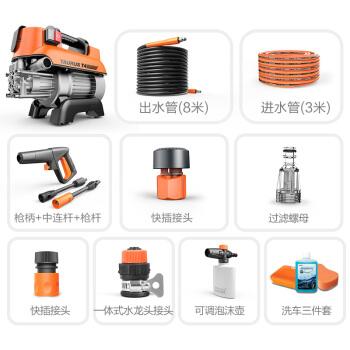 TAURUS T4
出水管(8米)
进水管(3米)
枪柄+中连杆+枪杆
快插接头
过滤螺母
快插接头
一体式水龙头接头
可调泡沫壶
洗车三件套